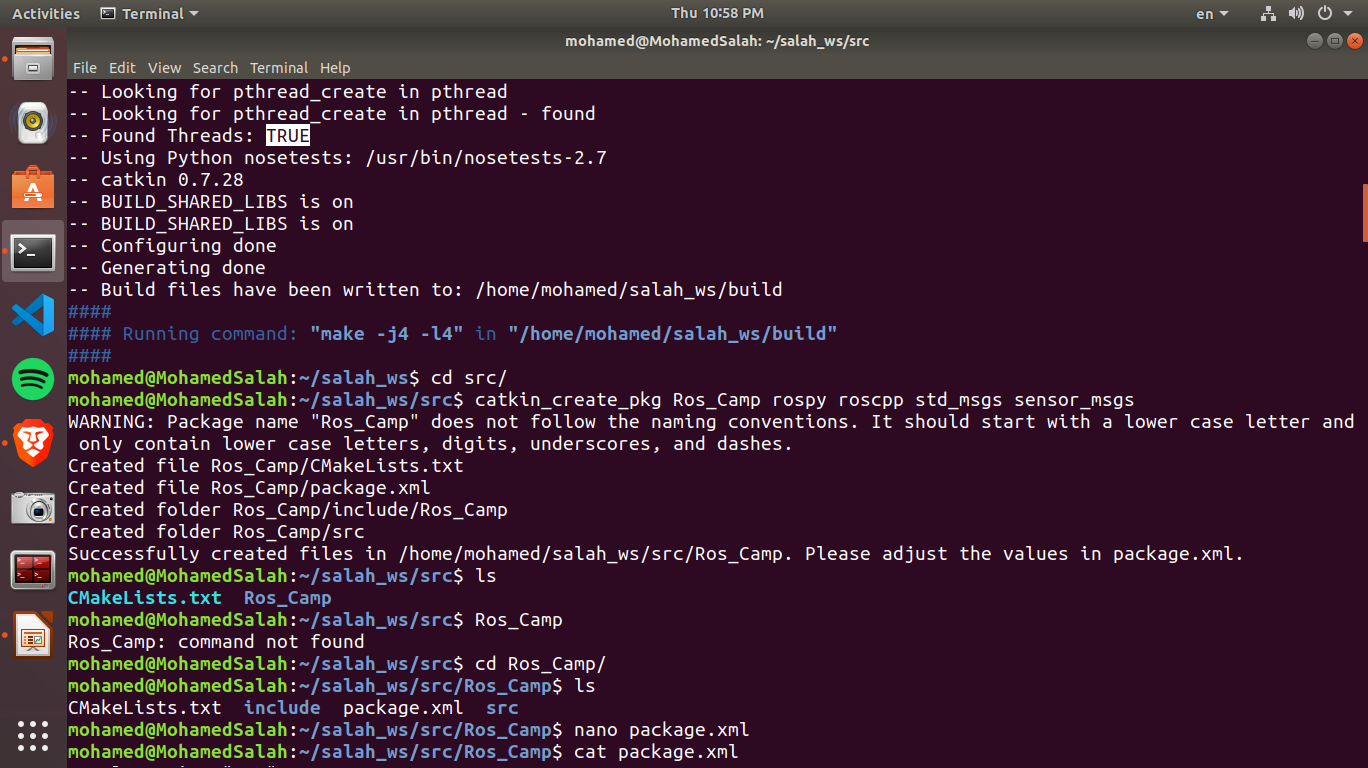 Activities Terminal Thu 10:58 PM en
mohamed@MohamedSalah: ~/salah_ws/src
File Edit View Search Terminal Help
-- Looking for pthread_create in pthread
-- Looking for pthread_create in pthread - found
-- Found Threads: TRUE
-- Using Python nosetests: /usr/bin/nosetests-2.7
-- catkin 0.7.28
-- BUILD_SHARED_LIBS is on
-- BUILD_SHARED_LIBS is on
-- Configuring done
-- Generating done
-- Build files have been written to: /home/mohamed/salah_ws/build
####
#### Running command: "make -j4 -l4" in "/home/mohamed/salah_ws/build"
####
mohamed@MohamedSalah:~/salah_ws$ cd src/
mohamed@MohamedSalah:~/salah_ws/src$ catkin_create_pkg Ros_Camp rospy roscpp std_msgs sensor_msgs
WARNING: Package name "Ros_Camp" does not follow the naming conventions. It should start with a lower case letter and
 only contain lower case letters, digits, underscores, and dashes.
Created file Ros_Camp/CMakeLists.txt
Created file Ros_Camp/package.xml
Created folder Ros_Camp/include/Ros_Camp
Created folder Ros_Camp/src
Successfully created files in /home/mohamed/salah_ws/src/Ros_Camp. Please adjust the values in package.xml.
mohamed@MohamedSalah:~/salah_ws/src$ ls
CMakeLists.txt  Ros_Camp
mohamed@MohamedSalah:~/salah_ws/src$ Ros_Camp
Ros_Camp: command not found
mohamed@MohamedSalah:~/salah_ws/src$ cd Ros_Camp/
mohamed@MohamedSalah:~/salah_ws/src/Ros_Camp$ ls
CMakeLists.txt  include  package.xml  src
mohamed@MohamedSalah:~/salah_ws/src/Ros_Camp$ nano package.xml
mohamed@MohamedSalah:~/salah_ws/src/Ros_Camp$ cat package.xml